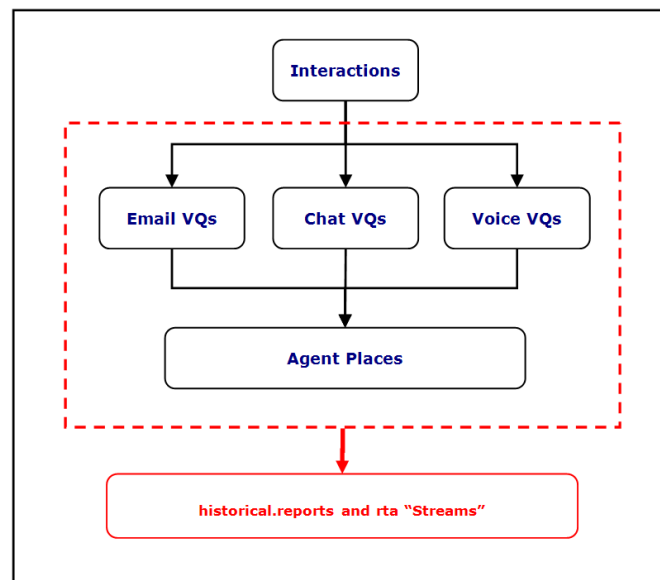 Interactions
Email VQs
Chat VQs
Voice VQs
Agent Places
historical.reports and rta “Streams”